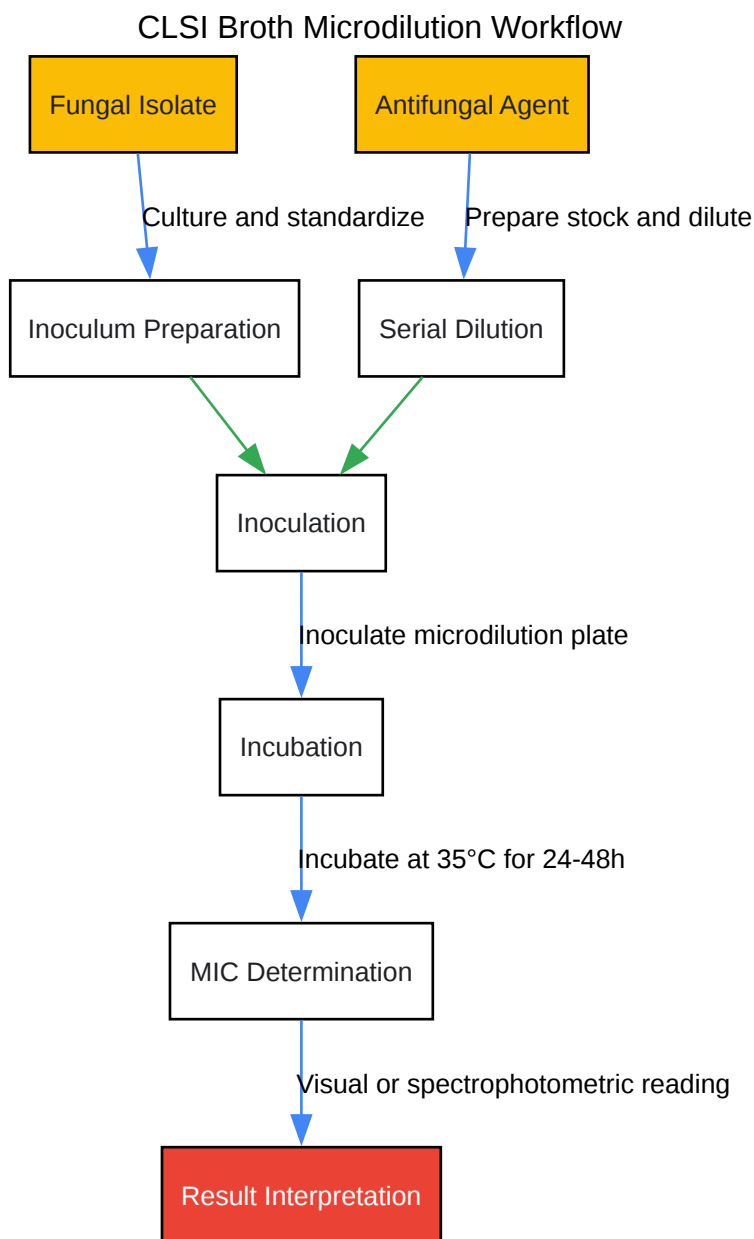 CLSI Broth Microdilution Workflow
Fungal Isolate
Antifungal Agent
Culture and standardize
Prepare stock and dilute
Inoculum Preparation
Serial Dilution
Inoculation
Inoculate microdilution plate
Incubation
Incubate at 35°C for 24-48h
MIC Determination
Visual or spectrophotometric reading
Result Interpretation